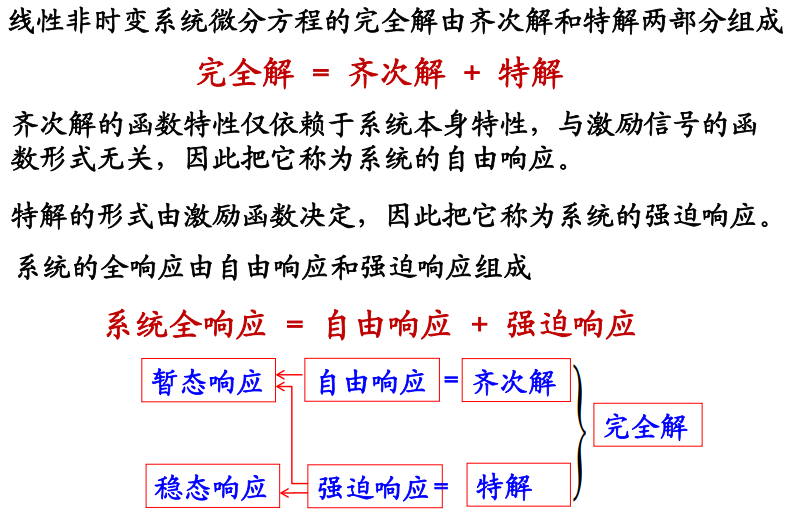 线性非时变系统微分方程的完全解由齐次解和特解两部分组成
完全解 = 齐次解 + 特解
齐次解的函数特性仅依赖于系统本身特性，与激励信号的函
数形式无关，因此把它称为系统的自由响应。
特解的形式由激励函数决定，因此把它称为系统的强迫响应。
系统的全响应由自由响应和强迫响应组成
系统全响应 = 自由响应 + 强迫响应
暂态响应 自由响应 = 齐次解
完全解
稳态响应 强迫响应 = 特解